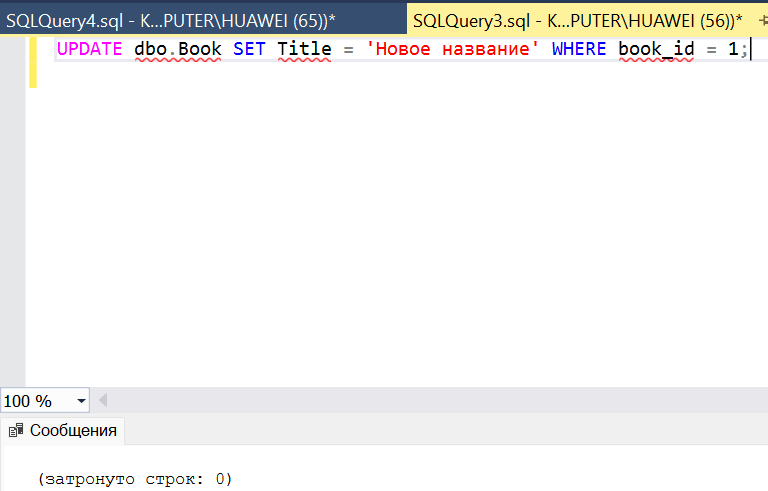 SQLQuery4.sql - K...PUTER\HUAWEI (65))* SQLQuery3.sql - K...PUTER\HUAWEI (56))*
UPDATE dbo.Book SET Title = 'Новое название' WHERE book_id = 1;
100 %
Сообщения
(затронуто строк: 0)